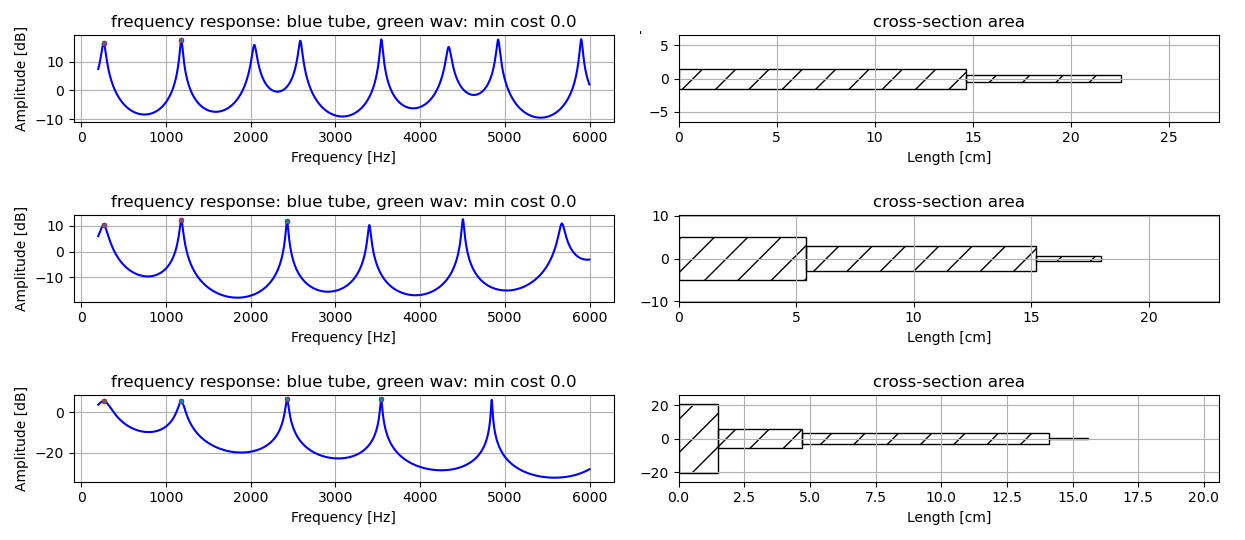 frequency response: blue tube, green wav: min cost 0.0
Amplitude [dB]
10
0
−10
0 1000 2000 3000 4000 5000 6000
Frequency [Hz]
cross-section area
5
0
−5
0 5 10 15 20 25
Length [cm]
frequency response: blue tube, green wav: min cost 0.0
Amplitude [dB]
10
0
−10
0 1000 2000 3000 4000 5000 6000
Frequency [Hz]
cross-section area
10
0
−10
0 5 10 15 20
Length [cm]
frequency response: blue tube, green wav: min cost 0.0
Amplitude [dB]
0
−20
0 1000 2000 3000 4000 5000 6000
Frequency [Hz]
cross-section area
20
0
−20
0.0 2.5 5.0 7.5 10.0 12.5 15.0 17.5 20.0
Length [cm]